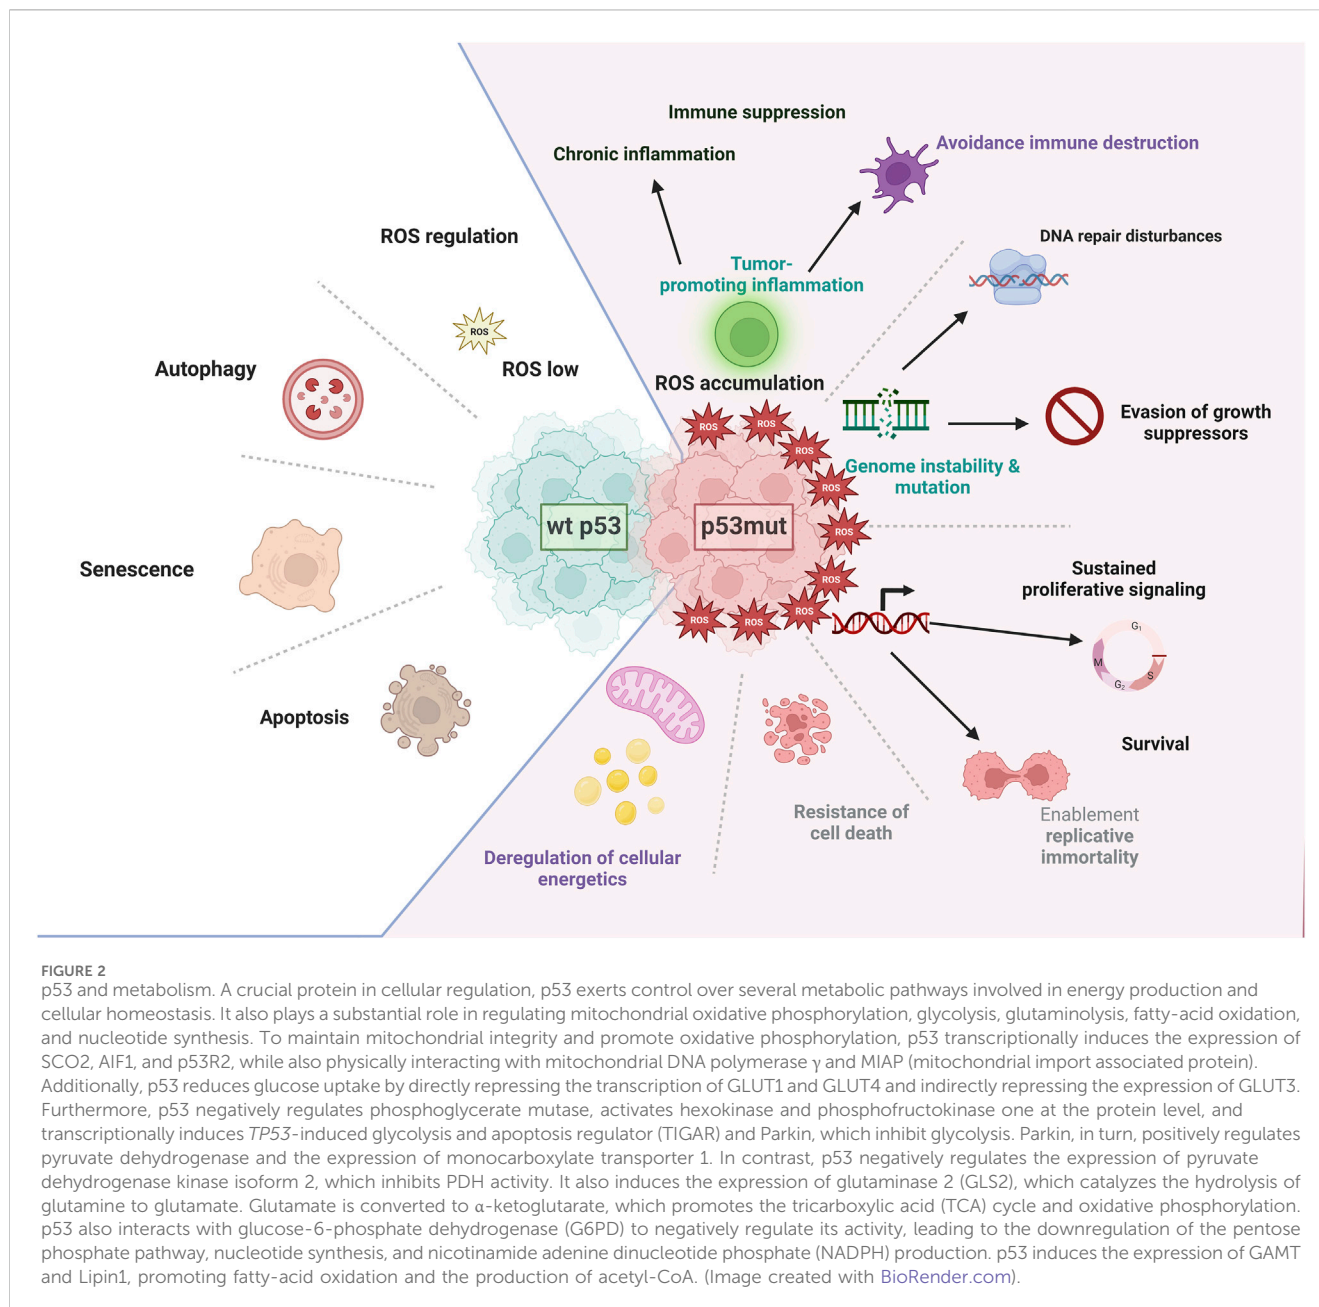 Immune suppression
Chronic inflammation
Avoidance immune destruction
ROS regulation
DNA repair disturbances
Tumor-
promoting inflammation
ROS
ROS low
Autophagy
ROS accumulation
ROS
ROS
ROS
ROS
ROS
ROS
ROS
ROS
ROS
Evasion of growth
suppressors
Genome instability &
mutation
wt p53
p53mut
Senescence
Sustained
proliferative signaling
G₁
M
S
G₂
Apoptosis
Survival
Resistance of
cell death
Enablement
replicative
immortality
Deregulation of cellular
energetics
FIGURE 2
p53 and metabolism. A crucial protein in cellular regulation, p53 exerts control over several metabolic pathways involved in energy production and
cellular homeostasis. It also plays a substantial role in regulating mitochondrial oxidative phosphorylation, glycolysis, glutaminolysis, fatty-acid oxidation,
and nucleotide synthesis. To maintain mitochondrial integrity and promote oxidative phosphorylation, p53 transcriptionally induces the expression of
SCO2, AIF1, and p53R2, while also physically interacting with mitochondrial DNA polymerase γ and MIAP (mitochondrial import associated protein).
Additionally, p53 reduces glucose uptake by directly repressing the transcription of GLUT1 and GLUT4 and indirectly repressing the expression of GLUT3.
Furthermore, p53 negatively regulates phosphoglycerate mutase, activates hexokinase and phosphofructokinase one at the protein level, and
transcriptionally induces TP53-induced glycolysis and apoptosis regulator (TIGAR) and Parkin, which inhibit glycolysis. Parkin, in turn, positively regulates
pyruvate dehydrogenase and the expression of monocarboxylate transporter 1. In contrast, p53 negatively regulates the expression of pyruvate
dehydrogenase kinase isoform 2, which inhibits PDH activity. It also induces the expression of glutaminase 2 (GLS2), which catalyzes the hydrolysis of
glutamine to glutamate. Glutamate is converted to α-ketoglutarate, which promotes the tricarboxylic acid (TCA) cycle and oxidative phosphorylation.
p53 also interacts with glucose-6-phosphate dehydrogenase (G6PD) to negatively regulate its activity, leading to the downregulation of the pentose
phosphate pathway, nucleotide synthesis, and nicotinamide adenine dinucleotide phosphate (NADPH) production. p53 induces the expression of GAMT
and Lipin1, promoting fatty-acid oxidation and the production of acetyl-CoA. (Image created with BioRender.com).